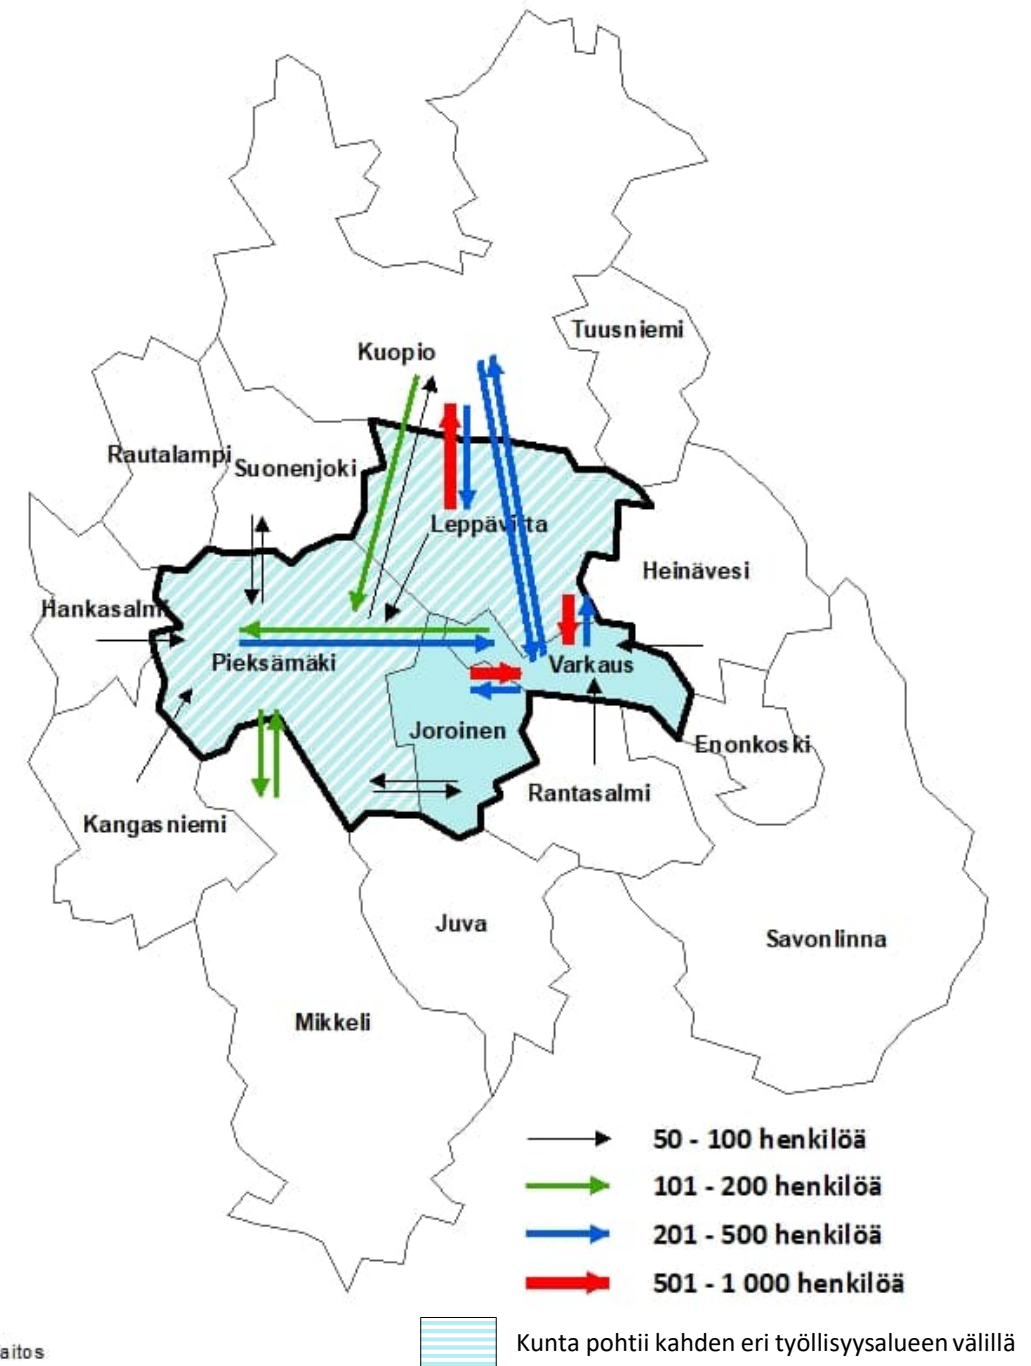 Tuusniemi
Kuopio
Rautalampi
Suonenjoki
Leppävirta
Heinävesi
Hankasalmi
Pieksämäki
Varkaus
Joroinen
Enonkoski
Rantasalmi
Kangasniemi
Juva
Savonlinna
Mikkeli
50 - 100 henkilöä
101 - 200 henkilöä
201 - 500 henkilöä
501 - 1 000 henkilöä
Kunta pohtii kahden eri työllisyysalueen välillä
aitos